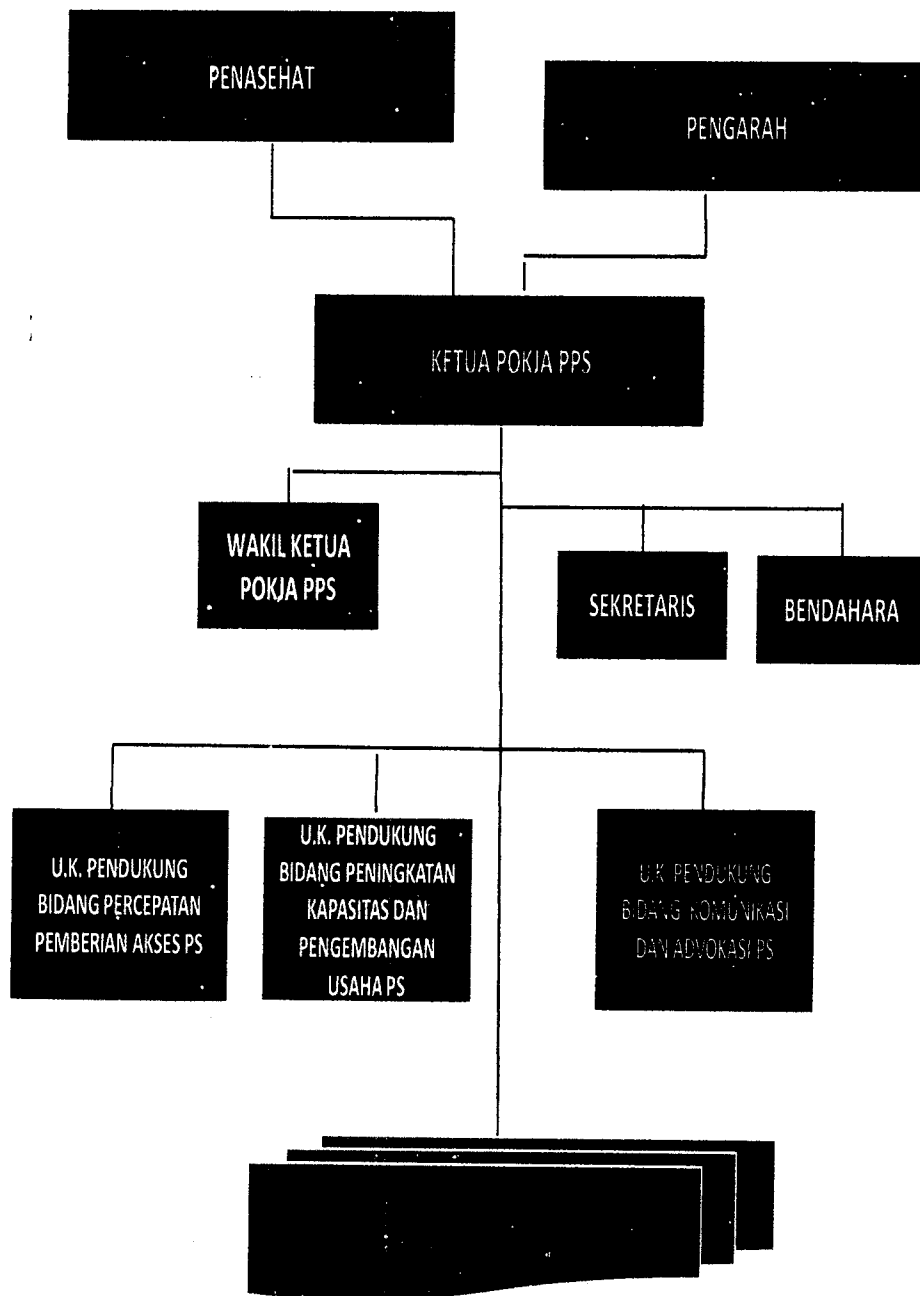 PENASEHAT
PENGARAH
KETUA POKJA PPS
WAKIL KETUA
POKJA PPS
SEKRETARIS
BENDAHARA
U.K. PENDUKUNG
BIDANG PERCEPATAN
PEMBERIAN AKSES PS
U.K. PENDUKUNG
BIDANG PENINGKATAN
KAPASITAS DAN
PENGEMBANGAN
USAHA PS
U.K. PENDUKUNG
BIDANG KOMUNIKASI
DAN ADVOKASI PS